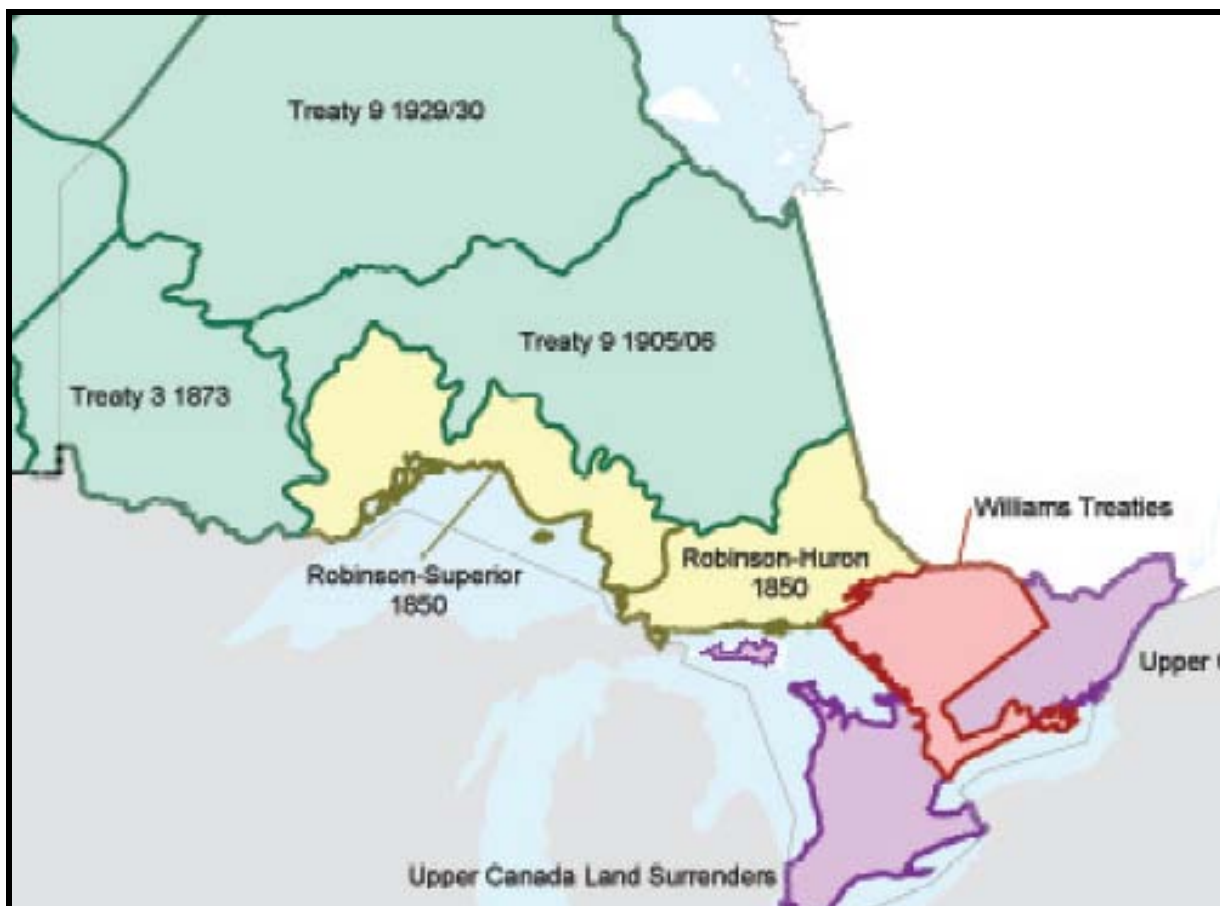 Treaty 9 1929/30
Treaty 9 1905/06
Treaty 3 1873
Williams Treaties
Robinson-Superior
1850
Robinson-Huron
1850
Upper
Upper Canada Land Surrenders